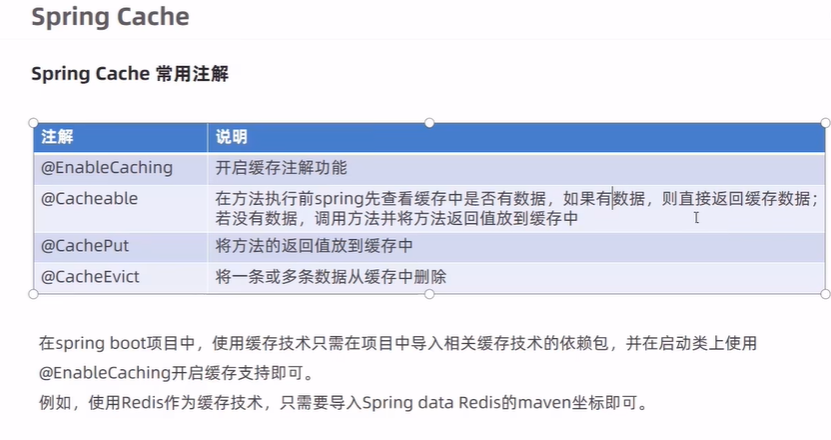 Spring Cache
Spring Cache 常用注解
注解 说明
@EnableCaching 开启缓存注解功能
@Cacheable 在方法执行前spring先查看缓存中是否有数据，如果有数据，则直接返回缓存数据；
若没有数据，调用方法并将方法返回值放到缓存中
@CachePut 将方法的返回值放到缓存中
@CacheEvict 将一条或多条数据从缓存中删除
在spring boot项目中，使用缓存技术只需在项目中导入相关缓存技术的依赖包，并在启动类上使用
@EnableCaching开启缓存支持即可。
例如，使用Redis作为缓存技术，只需要导入Spring data Redis的maven坐标即可。